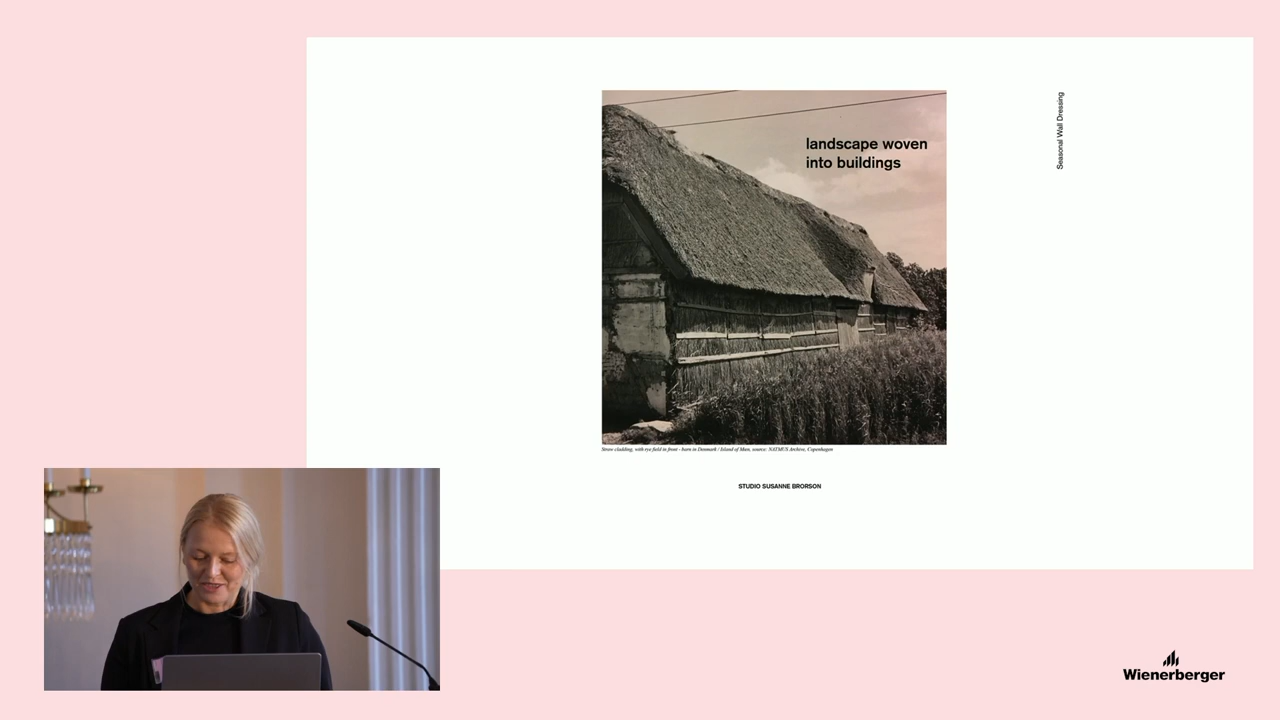 landscape woven
into buildings
Seasonal Wall Dressing
Straw cladding, with rye field in front - barn in Denmark / Island of Møn, source: NATMUS Archive, Copenhagen
STUDIO SUSANNE BRORSON
Wienerberger